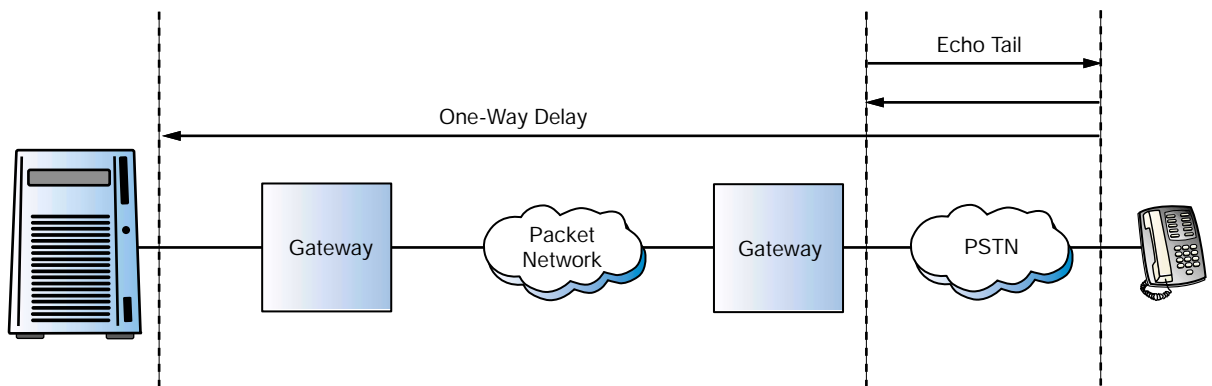 Echo Tail
One-Way Delay
Gateway
Packet
Network
Gateway
PSTN